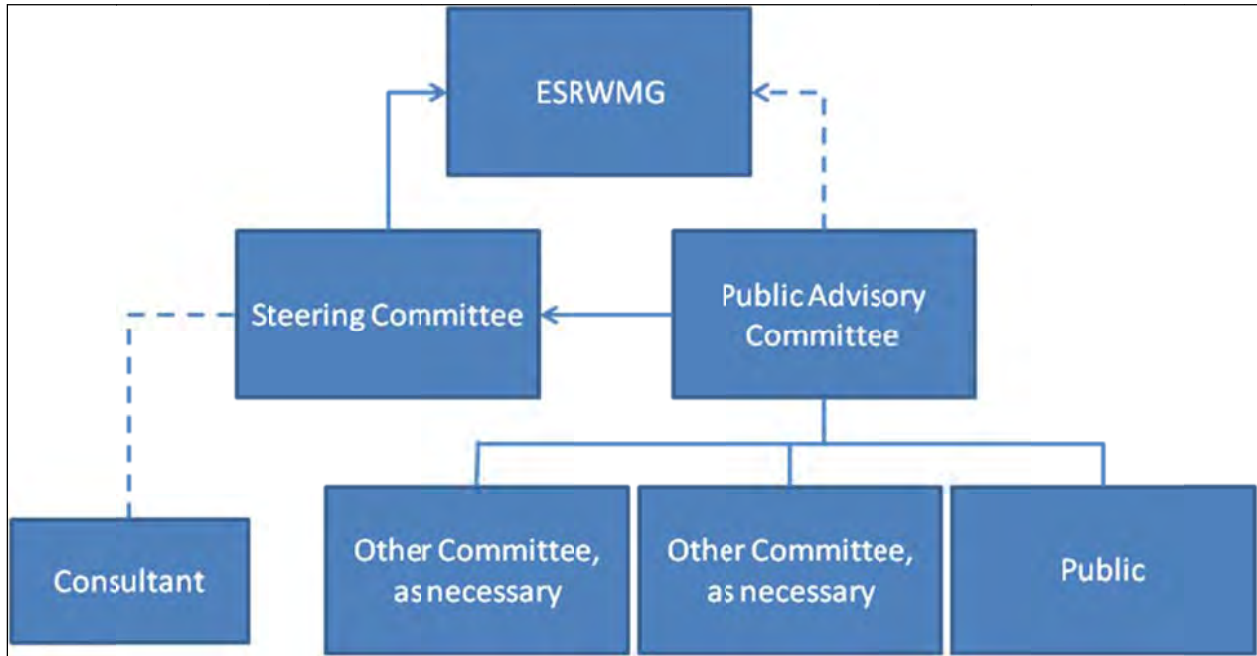 ESRWMG
Steering Committee
Public Advisory
Committee
Consultant
Other Committee,
as necessary
Other Committee,
as necessary
Public